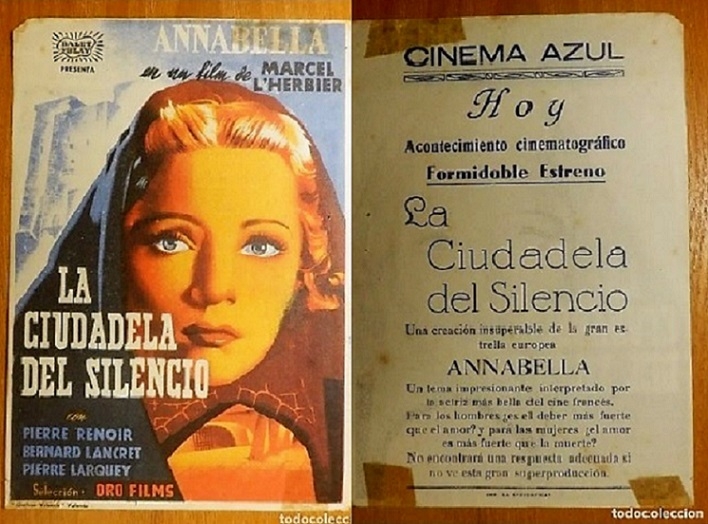 BALET Y BLAY
PRESENTA
ANNABELLA
en un film de MARCEL
L'HERBIER
LA
CIUDADELA
DEL SILENCIO
con
PIERRE RENOIR
BERNARD LANCRET
PIERRE LARQUEY
Selección: ORO FILMS
todocolecc
CINEMA AZUL
Hoy
Acontecimiento cinematográfico
Formidable Estreno
La
Ciudadela
del Silencio
Una creación insuperable de la gran es-
trella europea
ANNABELLA
Un tema impresionante interpretado por
la actriz más bella del cine francés.
Para los hombres ¿es el deber más fuerte
que el amor? y para las mujeres ¿el amor
es más fuerte que la muerte?
No encontrará una respuesta adecuada si
no ve esta gran superproducción.
todocoleccion